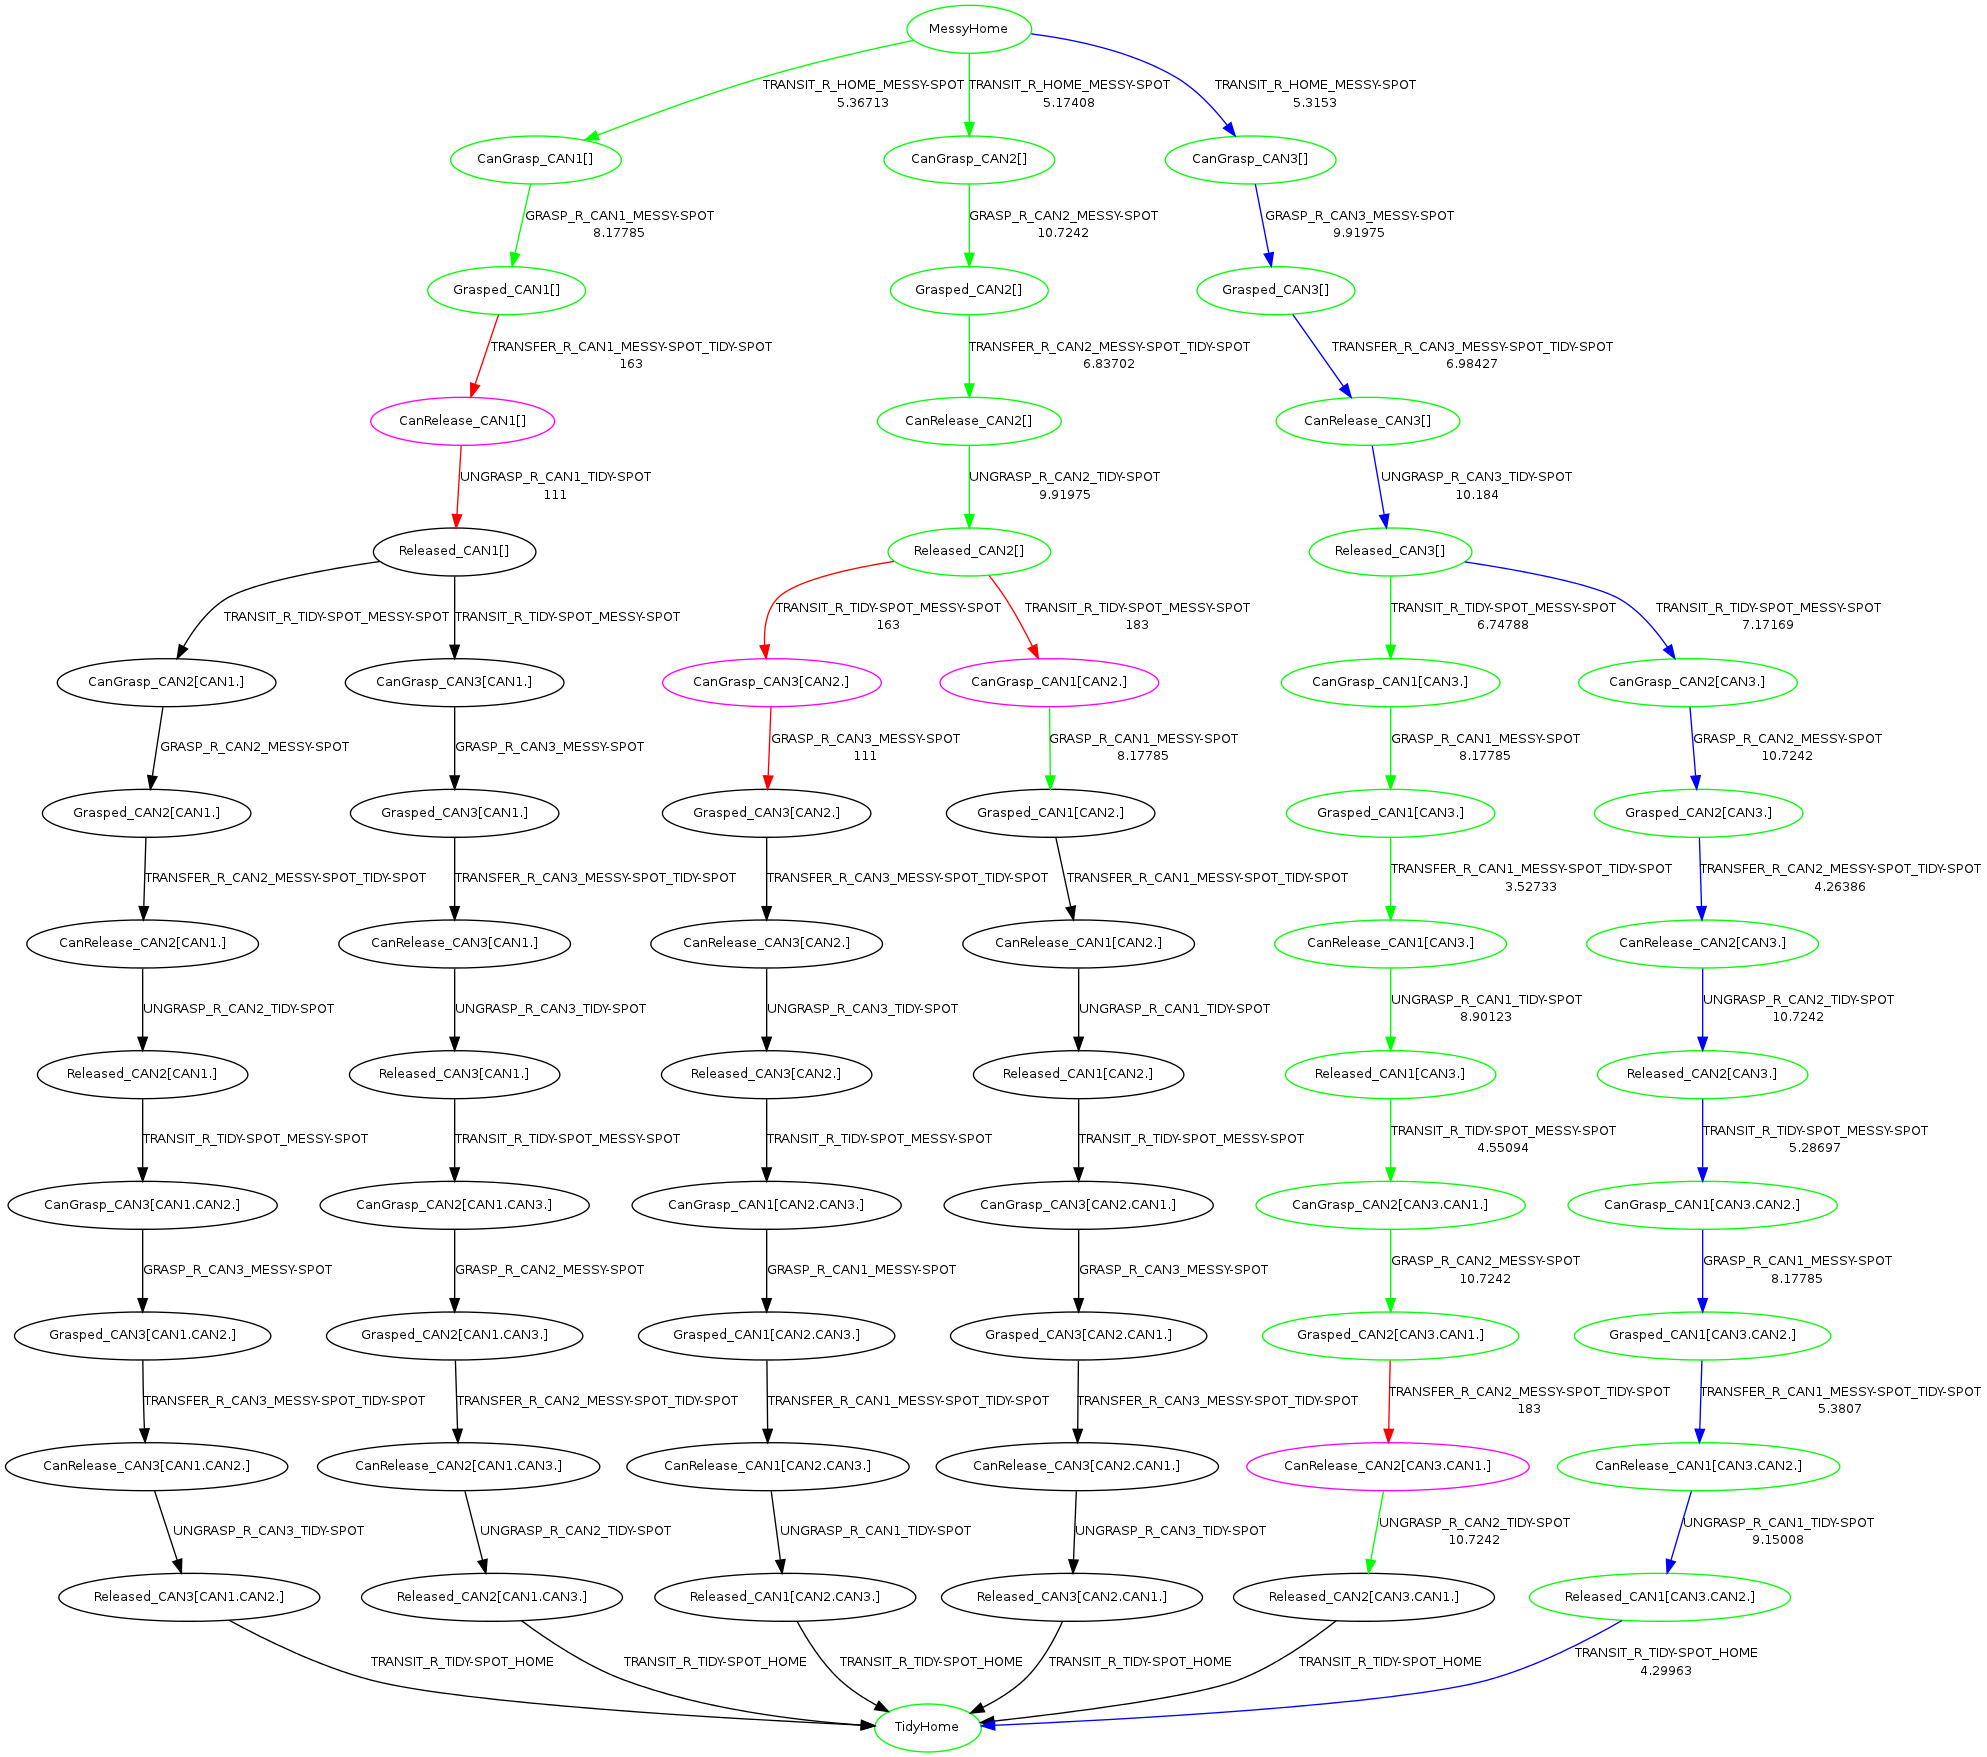 MessyHome
TRANSIT_R_HOME_MESSY-SPOT
5.36713
TRANSIT_R_HOME_MESSY-SPOT
5.17408
TRANSIT_R_HOME_MESSY-SPOT
5.3153
CanGrasp_CAN1[]
CanGrasp_CAN2[]
CanGrasp_CAN3[]
GRASP_R_CAN1_MESSY-SPOT
8.17785
GRASP_R_CAN2_MESSY-SPOT
10.7242
GRASP_R_CAN3_MESSY-SPOT
9.91975
Grasped_CAN1[]
Grasped_CAN2[]
Grasped_CAN3[]
TRANSFER_R_CAN1_MESSY-SPOT_TIDY-SPOT
163
TRANSFER_R_CAN2_MESSY-SPOT_TIDY-SPOT
6.83702
TRANSFER_R_CAN3_MESSY-SPOT_TIDY-SPOT
6.98427
CanRelease_CAN1[]
CanRelease_CAN2[]
CanRelease_CAN3[]
UNGRASP_R_CAN1_TIDY-SPOT
111
UNGRASP_R_CAN2_TIDY-SPOT
9.91975
UNGRASP_R_CAN3_TIDY-SPOT
10.184
Released_CAN1[]
Released_CAN2[]
Released_CAN3[]
TRANSIT_R_TIDY-SPOT_MESSY-SPOT
TRANSIT_R_TIDY-SPOT_MESSY-SPOT
TRANSIT_R_TIDY-SPOT_MESSY-SPOT
163
TRANSIT_R_TIDY-SPOT_MESSY-SPOT
183
TRANSIT_R_TIDY-SPOT_MESSY-SPOT
6.74788
TRANSIT_R_TIDY-SPOT_MESSY-SPOT
7.17169
CanGrasp_CAN2[CAN1.]
CanGrasp_CAN3[CAN1.]
CanGrasp_CAN3[CAN2.]
CanGrasp_CAN1[CAN2.]
CanGrasp_CAN1[CAN3.]
CanGrasp_CAN2[CAN3.]
GRASP_R_CAN2_MESSY-SPOT
GRASP_R_CAN3_MESSY-SPOT
GRASP_R_CAN3_MESSY-SPOT
111
GRASP_R_CAN1_MESSY-SPOT
8.17785
GRASP_R_CAN1_MESSY-SPOT
8.17785
GRASP_R_CAN2_MESSY-SPOT
10.7242
Grasped_CAN2[CAN1.]
Grasped_CAN3[CAN1.]
Grasped_CAN3[CAN2.]
Grasped_CAN1[CAN2.]
Grasped_CAN1[CAN3.]
Grasped_CAN2[CAN3.]
TRANSFER_R_CAN2_MESSY-SPOT_TIDY-SPOT
TRANSFER_R_CAN3_MESSY-SPOT_TIDY-SPOT
TRANSFER_R_CAN3_MESSY-SPOT_TIDY-SPOT
TRANSFER_R_CAN1_MESSY-SPOT_TIDY-SPOT
TRANSFER_R_CAN1_MESSY-SPOT_TIDY-SPOT
3.52733
TRANSFER_R_CAN2_MESSY-SPOT_TIDY-SPOT
4.26386
CanRelease_CAN2[CAN1.]
CanRelease_CAN3[CAN1.]
CanRelease_CAN3[CAN2.]
CanRelease_CAN1[CAN2.]
CanRelease_CAN1[CAN3.]
CanRelease_CAN2[CAN3.]
UNGRASP_R_CAN2_TIDY-SPOT
UNGRASP_R_CAN3_TIDY-SPOT
UNGRASP_R_CAN3_TIDY-SPOT
UNGRASP_R_CAN1_TIDY-SPOT
UNGRASP_R_CAN1_TIDY-SPOT
8.90123
UNGRASP_R_CAN2_TIDY-SPOT
10.7242
Released_CAN2[CAN1.]
Released_CAN3[CAN1.]
Released_CAN3[CAN2.]
Released_CAN1[CAN2.]
Released_CAN1[CAN3.]
Released_CAN2[CAN3.]
TRANSIT_R_TIDY-SPOT_MESSY-SPOT
TRANSIT_R_TIDY-SPOT_MESSY-SPOT
TRANSIT_R_TIDY-SPOT_MESSY-SPOT
TRANSIT_R_TIDY-SPOT_MESSY-SPOT
TRANSIT_R_TIDY-SPOT_MESSY-SPOT
4.55094
TRANSIT_R_TIDY-SPOT_MESSY-SPOT
5.28697
CanGrasp_CAN3[CAN1.CAN2.]
CanGrasp_CAN2[CAN1.CAN3.]
CanGrasp_CAN1[CAN2.CAN3.]
CanGrasp_CAN3[CAN2.CAN1.]
CanGrasp_CAN2[CAN3.CAN1.]
CanGrasp_CAN1[CAN3.CAN2.]
GRASP_R_CAN3_MESSY-SPOT
GRASP_R_CAN2_MESSY-SPOT
GRASP_R_CAN1_MESSY-SPOT
GRASP_R_CAN3_MESSY-SPOT
GRASP_R_CAN2_MESSY-SPOT
10.7242
GRASP_R_CAN1_MESSY-SPOT
8.17785
Grasped_CAN3[CAN1.CAN2.]
Grasped_CAN2[CAN1.CAN3.]
Grasped_CAN1[CAN2.CAN3.]
Grasped_CAN3[CAN2.CAN1.]
Grasped_CAN2[CAN3.CAN1.]
Grasped_CAN1[CAN3.CAN2.]
TRANSFER_R_CAN3_MESSY-SPOT_TIDY-SPOT
TRANSFER_R_CAN2_MESSY-SPOT_TIDY-SPOT
TRANSFER_R_CAN1_MESSY-SPOT_TIDY-SPOT
TRANSFER_R_CAN3_MESSY-SPOT_TIDY-SPOT
TRANSFER_R_CAN2_MESSY-SPOT_TIDY-SPOT
183
TRANSFER_R_CAN1_MESSY-SPOT_TIDY-SPOT
5.3807
CanRelease_CAN3[CAN1.CAN2.]
CanRelease_CAN2[CAN1.CAN3.]
CanRelease_CAN1[CAN2.CAN3.]
CanRelease_CAN3[CAN2.CAN1.]
CanRelease_CAN2[CAN3.CAN1.]
CanRelease_CAN1[CAN3.CAN2.]
UNGRASP_R_CAN3_TIDY-SPOT
UNGRASP_R_CAN2_TIDY-SPOT
UNGRASP_R_CAN1_TIDY-SPOT
UNGRASP_R_CAN3_TIDY-SPOT
UNGRASP_R_CAN2_TIDY-SPOT
10.7242
UNGRASP_R_CAN1_TIDY-SPOT
9.15008
Released_CAN3[CAN1.CAN2.]
Released_CAN2[CAN1.CAN3.]
Released_CAN1[CAN2.CAN3.]
Released_CAN3[CAN2.CAN1.]
Released_CAN2[CAN3.CAN1.]
Released_CAN1[CAN3.CAN2.]
TRANSIT_R_TIDY-SPOT_HOME
TRANSIT_R_TIDY-SPOT_HOME
TRANSIT_R_TIDY-SPOT_HOME
TRANSIT_R_TIDY-SPOT_HOME
TRANSIT_R_TIDY-SPOT_HOME
TRANSIT_R_TIDY-SPOT_HOME
4.29963
TidyHome